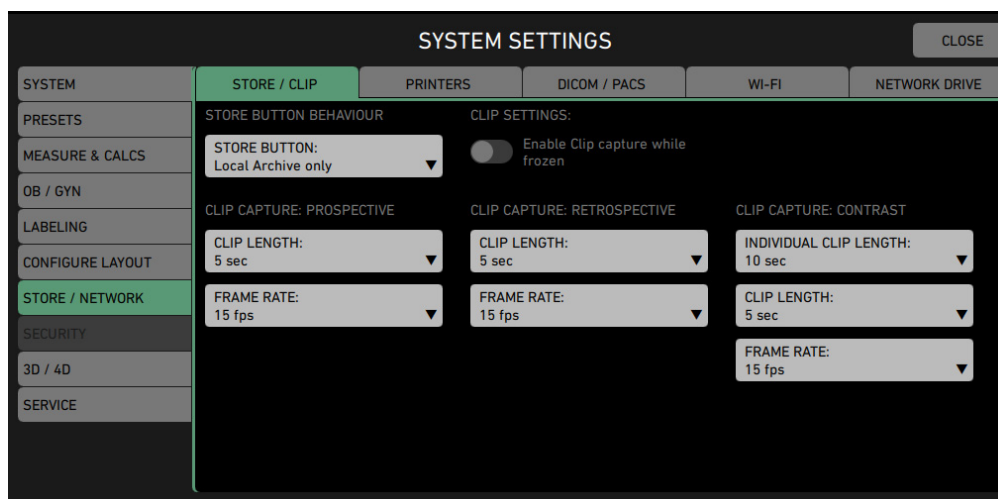 SYSTEM SETTINGS
CLOSE
SYSTEM
PRESETS
MEASURE & CALCS
OB / GYN
LABELING
CONFIGURE LAYOUT
STORE / NETWORK
SECURITY
3D / 4D
SERVICE
STORE / CLIP
PRINTERS
DICOM / PACS
WI-FI
NETWORK DRIVE
STORE BUTTON BEHAVIOUR
STORE BUTTON:
Local Archive only
CLIP SETTINGS:
Enable Clip capture while
frozen
CLIP CAPTURE: PROSPECTIVE
CLIP LENGTH:
5 sec
FRAME RATE:
15 fps
CLIP CAPTURE: RETROSPECTIVE
CLIP LENGTH:
5 sec
FRAME RATE:
15 fps
CLIP CAPTURE: CONTRAST
INDIVIDUAL CLIP LENGTH:
10 sec
CLIP LENGTH:
5 sec
FRAME RATE:
15 fps